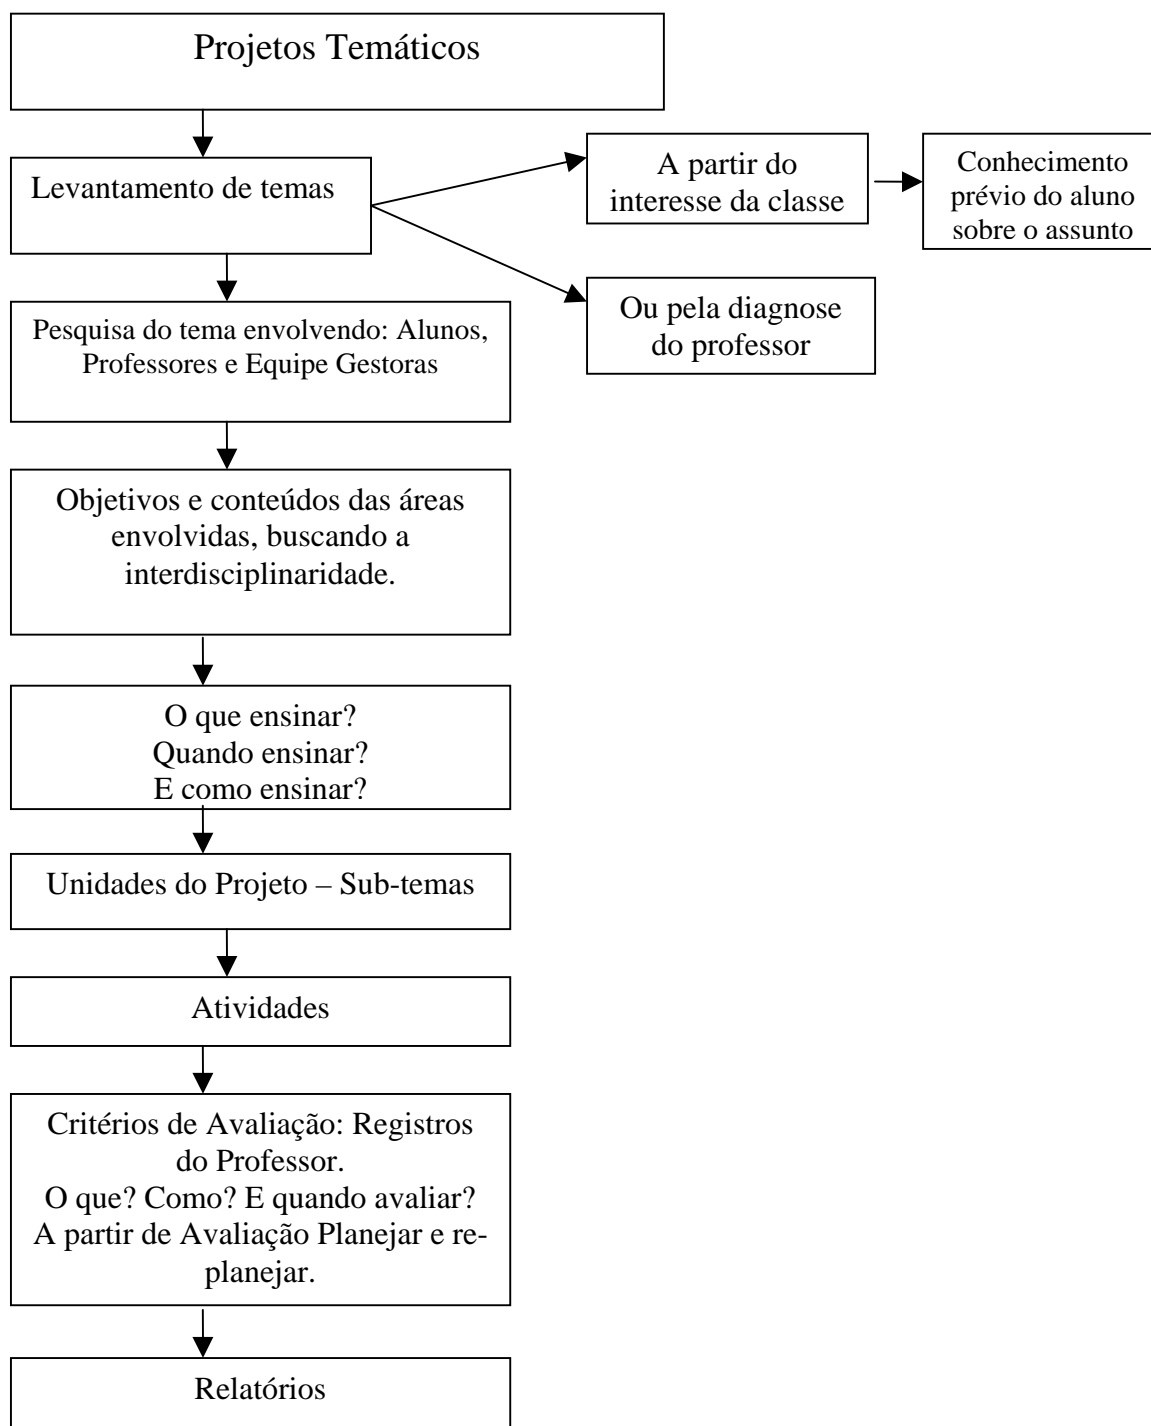 Projetos Temáticos
Levantamento de temas
A partir do
interesse da classe
Conhecimento
prévio do aluno
sobre o assunto
Ou pela diagnose
do professor
Pesquisa do tema envolvendo: Alunos,
Professores e Equipe Gestoras
Objetivos e conteúdos das áreas
envolvidas, buscando a
interdisciplinaridade.
O que ensinar?
Quando ensinar?
E como ensinar?
Unidades do Projeto – Sub-temas
Atividades
Critérios de Avaliação: Registros
do Professor.
O que? Como? E quando avaliar?
A partir de Avaliação Planejar e re-
planejar.
Relatórios